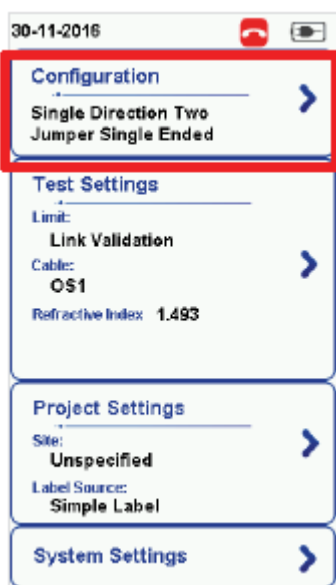 30-11-2016
Configuration
Single Direction Two
Jumper Single Ended
Test Settings
Limit:
Link Validation
Cable:
OS1
Refractive Index 1.493
Project Settings
Site:
Unspecified
Label Source:
Simple Label
System Settings